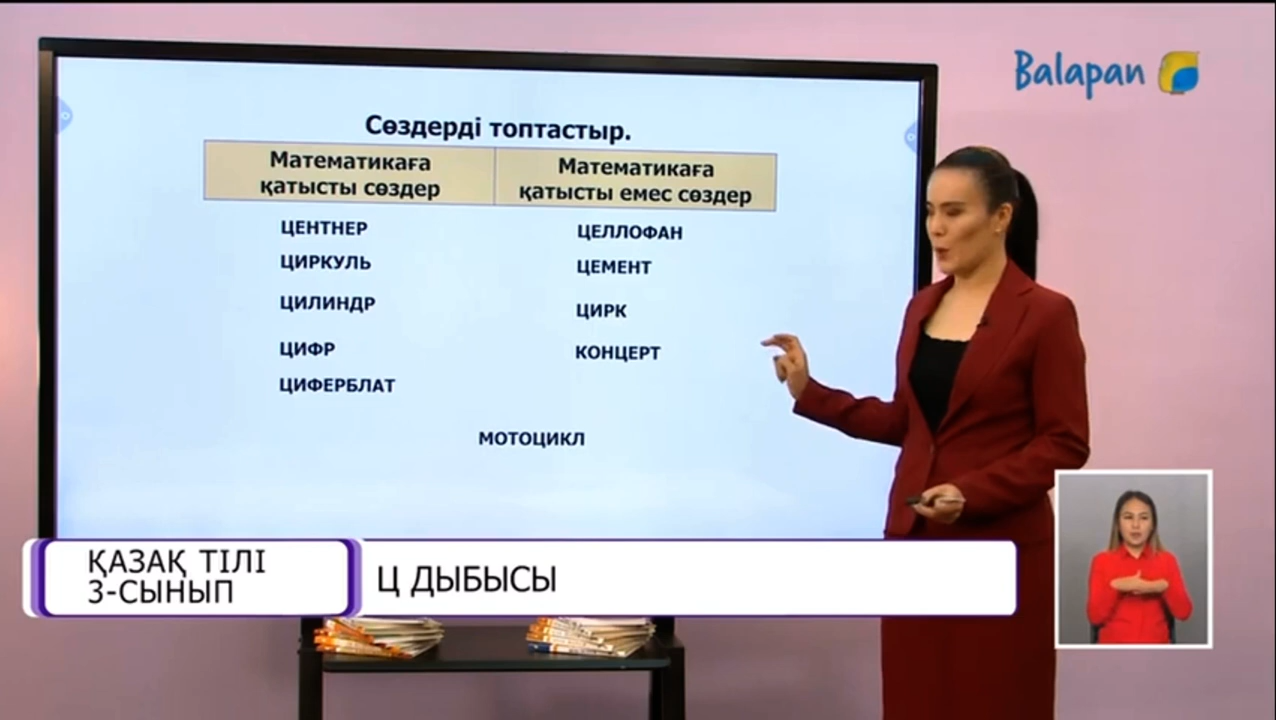 Balapan
Сөздерді топтастыр.
Математикаға
қатысты сөздер
Математикаға
қатысты емес сөздер
ЦЕНТНЕР
ЦЕЛЛОФАН
ЦИРКУЛЬ
ЦЕМЕНТ
ЦИЛИНДР
ЦИРК
ЦИФР
КОНЦЕРТ
ЦИФЕРБЛАТ
МОТОЦИКЛ
ҚАЗАҚ ТІЛІ
3-СЫНЫП
Ц ДЫБЫСЫ